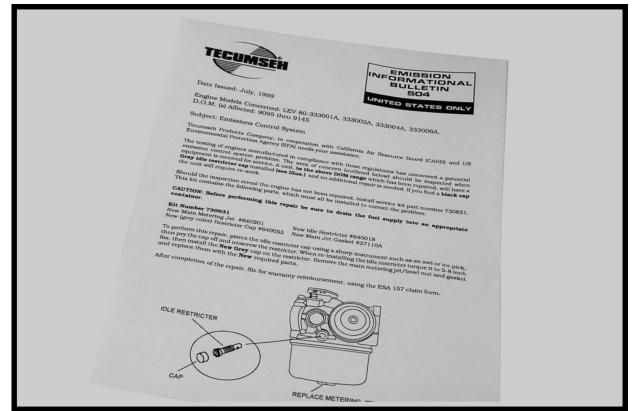 TECUMSEH
EMISSION
INFORMATIONAL
BULLETIN
504
UNITED STATES ONLY
Date Issued: July, 1999
Engine Models Concerned: LEV 80-333001A, 333002A, 333004A, 333006A.
D.O.M. (s) Affected: 9095 thru 9145
Subject: Emissions Control System
Tecumseh Products Company, in cooperation with California Air Resource Board (CARB) and US
Environmental Protection Agency (EPA) needs your assistance.
The testing of engines manufactured in compliance with these regulations has uncovered a potential
emission control system problem. The area of concern (outlined below) should be inspected when
equipment is received for service. A unit, in the above DOM range which has been repaired, will have a
Gray idle restricter cap installed (see illus.) and no additional repair is needed. If you find a black cap
the unit will require re-work.
Should the inspection reveal the engine has not been repaired, install service kit part number 730631.
This kit contains the following parts, which must be installed to correct the problem.
CAUTION: Before performing this repair be sure to drain the fuel supply into an appropriate
container.
Kit Number 730631
New Main Metering Jet #640201 New Idle Restricter #640018
New (grey color) Restricter Cap #640053 New Main Jet Gasket #27110A
To perform this repair, pierce the idle restricter cap using a sharp instrument such as an awl or ice pick,
then pry the cap off and unscrew the restricter. When re-installing the idle restricter torque it to 5-8 inch
lbs, then install the New Grey cap on the restricter. Remove the main metering jet/bowl nut and gasket
and replace them with the New required parts.
After completion of the repair, file for warranty reimbursement, using the ESA 157 claim form.
IDLE RESTRICTER
CAP
REPLACE METERING